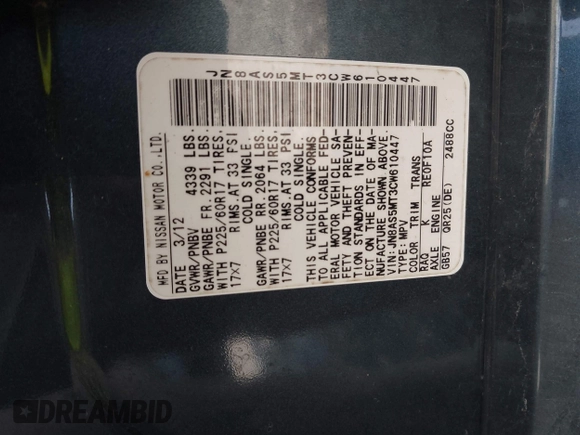 JN8AS5MT3CW610447
MFD BY NISSAN MOTOR CO.,LTD.
DATE 3/12
GVWR/PNBV 4339 LBS.
GAWR/PNBE FR. 2291 LBS.
WITH P225/60R17 TIRES,
17x7 RIMS.AT 33 PSI
COLD SINGLE.
GAWR/PNBE RR. 2064 LBS.
WITH P225/60R17 TIRES,
17x7 RIMS.AT 33 PSI
COLD SINGLE.
THIS VEHICLE CONFORMS
TO ALL APPLICABLE FED-
ERAL MOTOR VEHICLE SA-
FETY AND THEFT PREVEN-
TION STANDARDS IN EFF-
ECT ON THE DATE OF MA-
NUFACTURE SHOWN ABOVE.
VIN:JN8AS5MT3CW610447
TYPE:MPV
COLOR TRIM TRANS
RAQ K RE0F10A
AXLE ENGINE
GB57 QR25(DE) 2488CC
DREAMBID